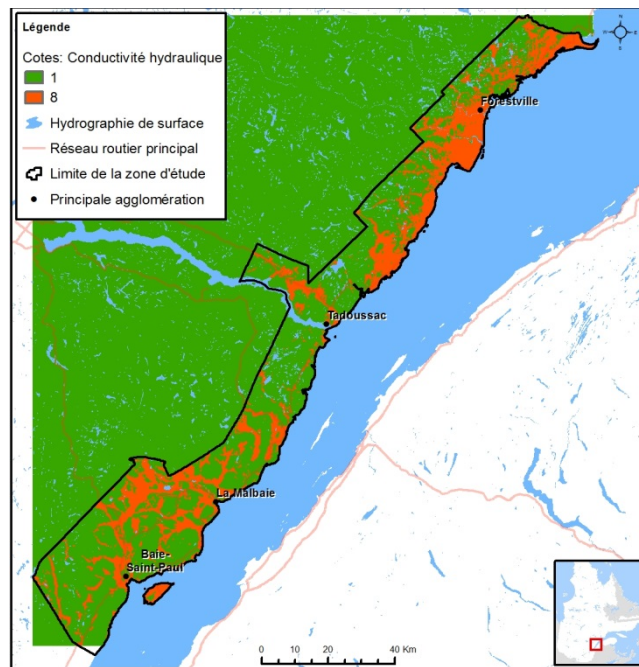 Légende
Cotes: Conductivité hydraulique
1
8
Hydrographie de surface
Réseau routier principal
Limite de la zone d'étude
Principale agglomération
N
S
Forestville
Tadoussac
La Malbaie
Baie-
Saint-Paul
0 10 20 40 Km